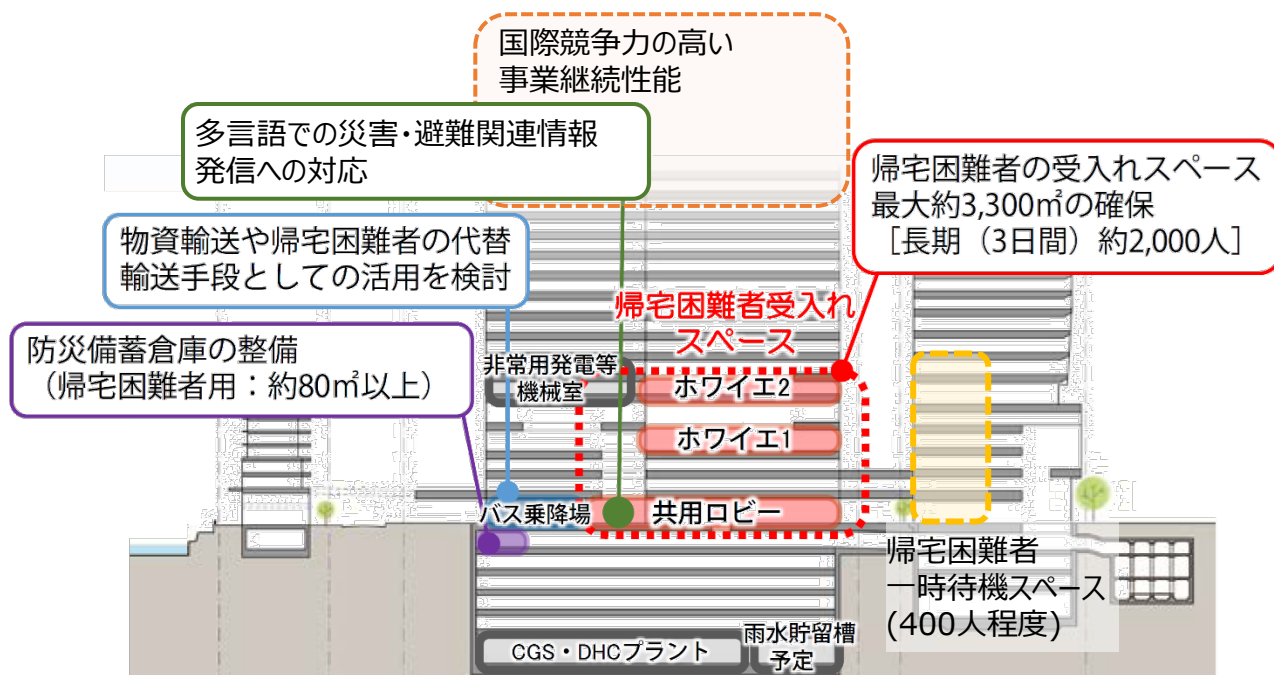 国際競争力の高い
事業継続性能
多言語での災害・避難関連情報
発信への対応
帰宅困難者の受入れスペース
最大約3,300㎡の確保
［長期（3日間）約2,000人］
物資輸送や帰宅困難者の代替
輸送手段としての活用を検討
帰宅困難者受入れ
スペース
防災備蓄倉庫の整備
（帰宅困難者用：約80㎡以上）
非常用発電等
機械室
ホワイエ2
ホワイエ1
バス乗降場
共用ロビー
帰宅困難者
一時待機スペース
(400人程度)
CGS・DHCプラント
雨水貯留槽
予定